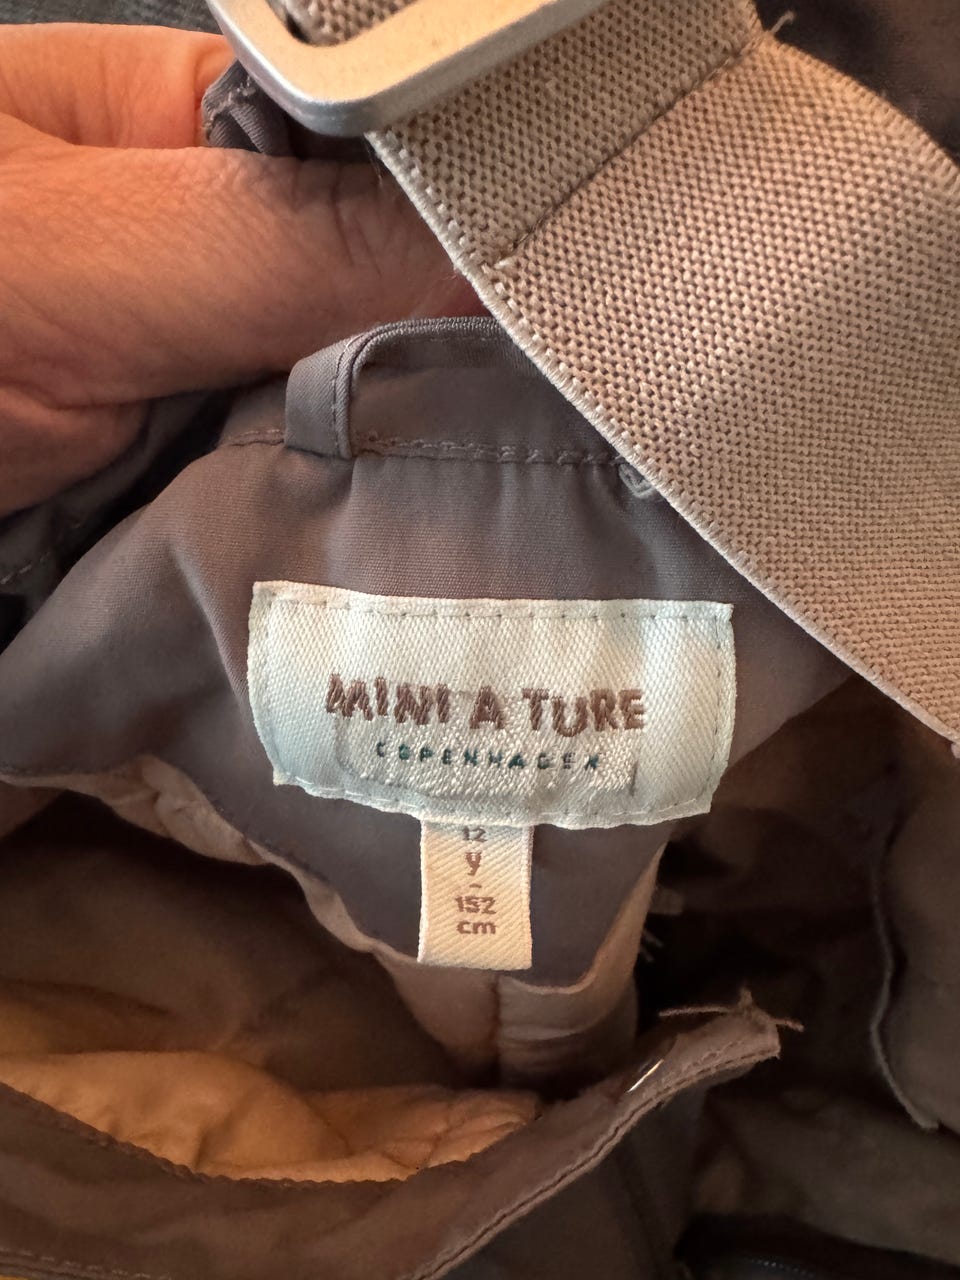 MINI A TURE
COPENHAGEN
12
y
-
152
cm